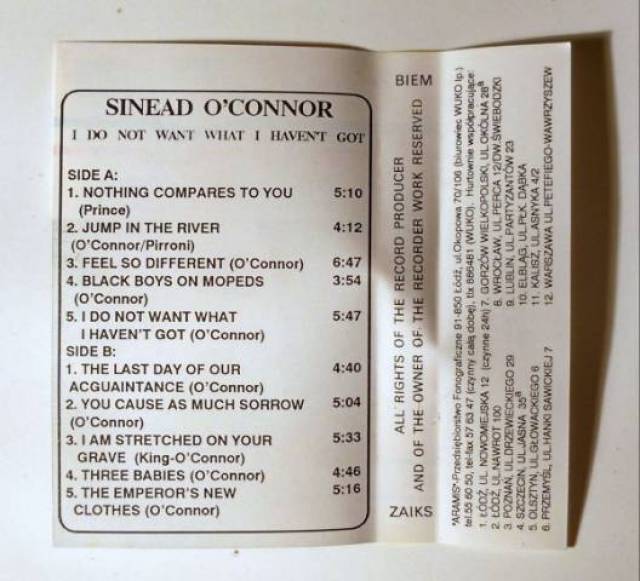 SINEAD O'CONNOR
I DO NOT WANT WHAT I HAVEN'T GOT
SIDE A:
1. NOTHING COMPARES TO YOU 5:10
(Prince)
2. JUMP IN THE RIVER 4:12
(O'Connor/Pirroni)
3. FEEL SO DIFFERENT (O'Connor) 6:47
4. BLACK BOYS ON MOPEDS 3:54
(O'Connor)
5. I DO NOT WANT WHAT 5:47
I HAVEN'T GOT (O'Connor)
SIDE B:
1. THE LAST DAY OF OUR 4:40
ACGUAINTANCE (O'Connor)
2. YOU CAUSE AS MUCH SORROW 5:04
(O'Connor)
3. I AM STRETCHED ON YOUR 5:33
GRAVE (King-O'Connor)
4. THREE BABIES (O'Connor) 4:46
5. THE EMPEROR'S NEW 5:16
CLOTHES (O'Connor)
BIEM
ALL RIGHTS OF THE RECORD PRODUCER
AND OF THE OWNER OF THE RECORDER WORK RESERVED
ZAIKS
"ARAMIS"-Przedsiębiorstwo Fonograficzne 91-850 Łódź, ul.Okopowa 70/106 (biurowiec WUKO Ip.)
tel.55 60 50, tel-fax 57 63 47 (czynny całą dobę), tlx 886481 (WUKO). Hurtownie współpracujące:
1. ŁÓDŹ, UL. NOWOMIEJSKA 12 (czynne 24h)
2. ŁÓDŹ, UL.NAWROT 100
3. POZNAŃ, UL.DRZEWIECKIEGO 29
4. SZCZECIN, UL.JASNA 35a
5. OLSZTYN, UL.GŁOWACKIEGO 6
6. PRZEMYŚL, UL.HANKI SAWICKIEJ 7
7. GORZÓW WIELKOPOLSKI, UL.OKÓLNA 28a
8. WROCŁAW, UL.PERCA 12/DW.ŚWIEBODZKI
9. LUBLIN, UL.PARTYZANTÓW 23
10. ELBLĄG, UL.PŁK. DĄBKA
11. KALISZ, UL.ASNYKA 4/2
12. WARSZAWA UL.PETEFIEGO-WAWRZYSZEW